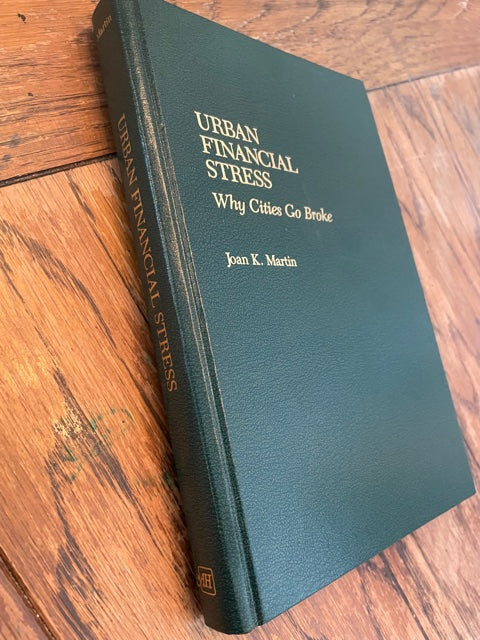 URBAN
FINANCIAL
STRESS
Why Cities Go Broke
Joan K. Martin
Martin
URBAN FINANCIAL STRESS